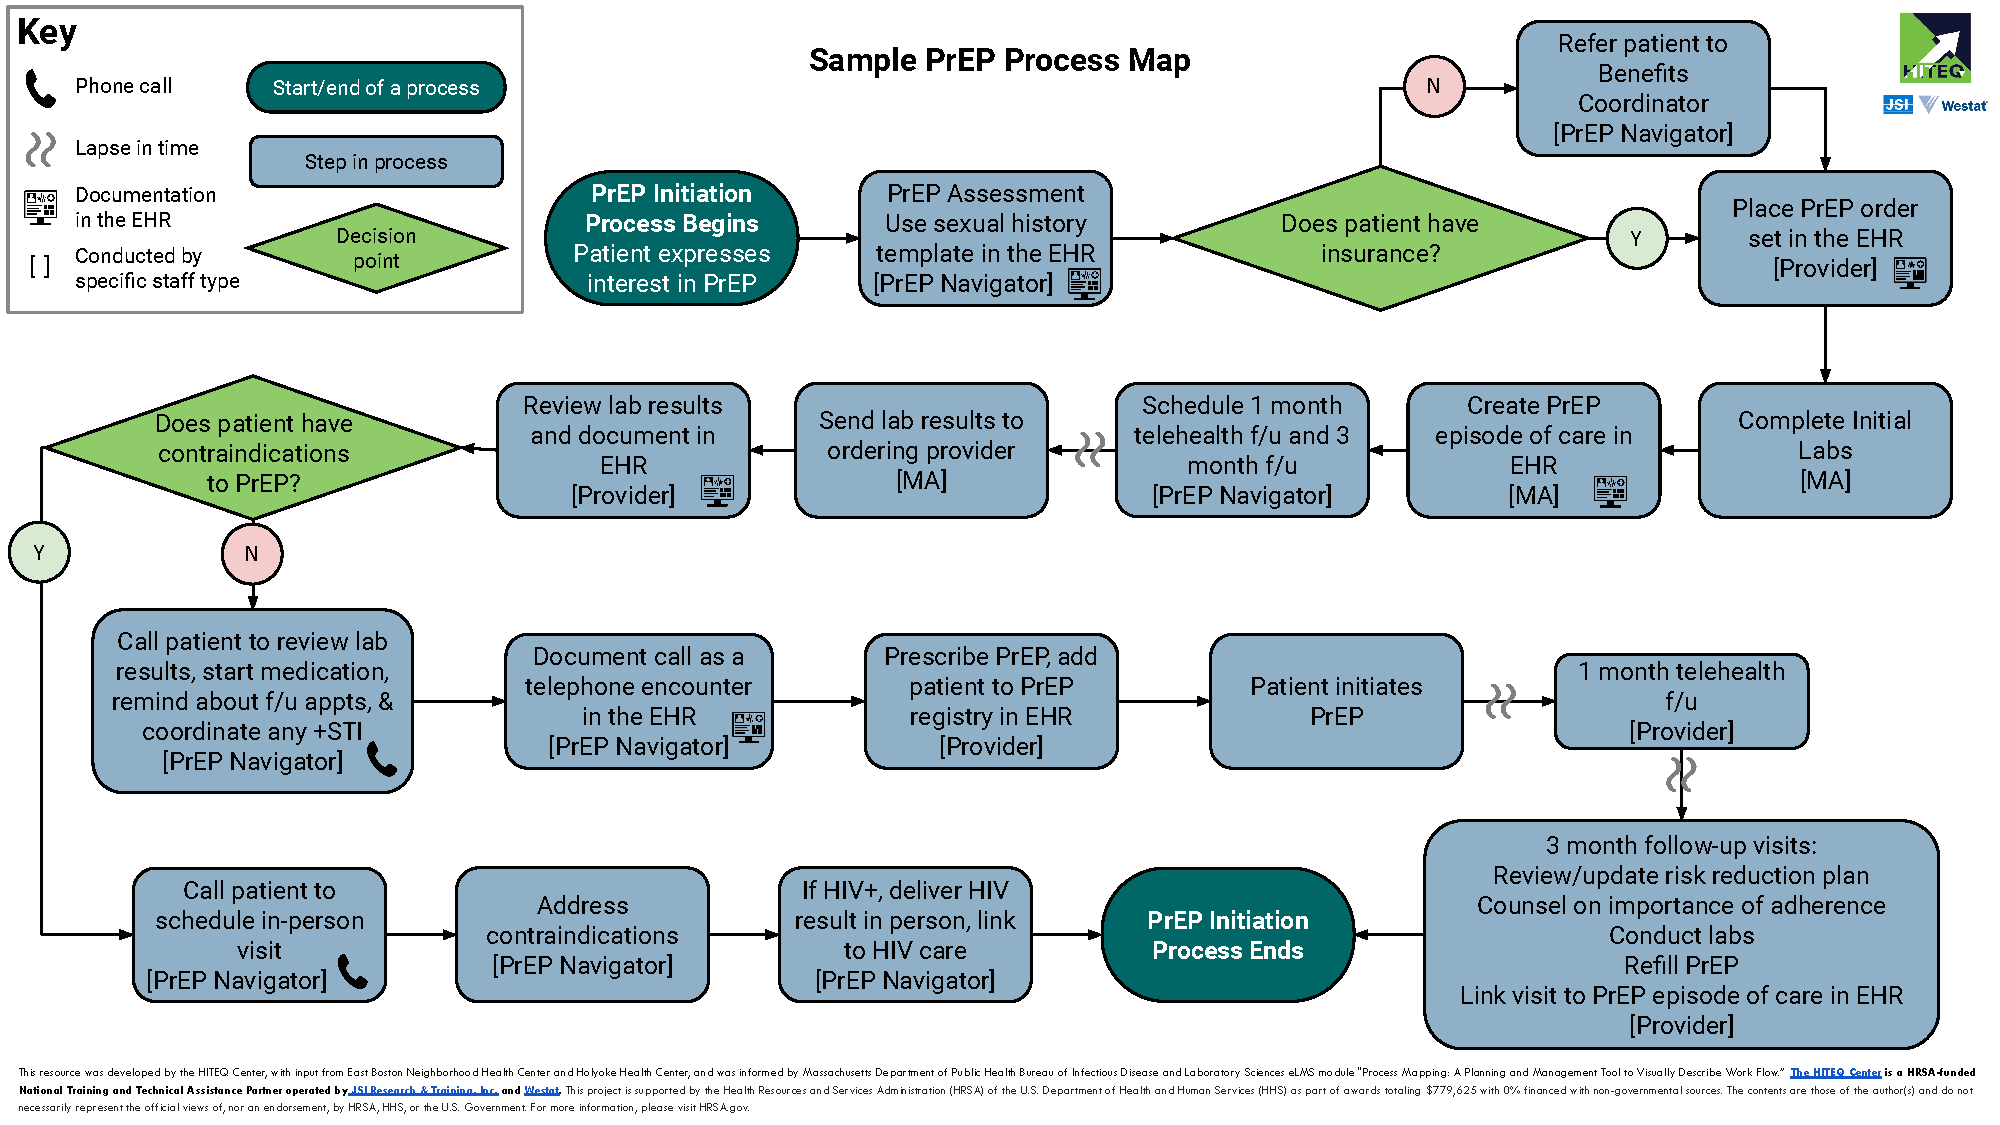 Key
Phone call
Lapse in time
Documentation
in the EHR
[ ]
Conducted by
specific staff type
Start/end of a process
Step in process
Decision
point
Sample PrEP Process Map
HITEQ
JSI Westat
PrEP Initiation
Process Begins
Patient expresses
interest in PrEP
PrEP Assessment
Use sexual history
template in the EHR
[PrEP Navigator]
Does patient have
insurance?
N
Refer patient to
Benefits
Coordinator
[PrEP Navigator]
Y
Place PrEP order
set in the EHR
[Provider]
Complete Initial
Labs
[MA]
Create PrEP
episode of care in
EHR
[MA]
Schedule 1 month
telehealth f/u and 3
month f/u
[PrEP Navigator]
Send lab results to
ordering provider
[MA]
Review lab results
and document in
EHR
[Provider]
Does patient have
contraindications
to PrEP?
Y
N
Call patient to review lab
results, start medication,
remind about f/u appts, &
coordinate any +STI
[PrEP Navigator]
Document call as a
telephone encounter
in the EHR
[PrEP Navigator]
Prescribe PrEP, add
patient to PrEP
registry in EHR
[Provider]
Patient initiates
PrEP
1 month telehealth
f/u
[Provider]
3 month follow-up visits:
Review/update risk reduction plan
Counsel on importance of adherence
Conduct labs
Refill PrEP
Link visit to PrEP episode of care in EHR
[Provider]
Call patient to
schedule in-person
visit
[PrEP Navigator]
Address
contraindications
[PrEP Navigator]
If HIV+, deliver HIV
result in person, link
to HIV care
[PrEP Navigator]
PrEP Initiation
Process Ends
This resource was developed by the HITEQ Center, with input from East Boston Neighborhood Health Center and Holyoke Health Center, and was informed by Massachusetts Department of Public Health Bureau of Infectious Disease and Laboratory Sciences eLMS module "Process Mapping: A Planning and Management Tool to Visually Describe Work Flow." The HITEQ Center is a HRSA-funded
National Training and Technical Assistance Partner operated by JSI Research & Training, Inc. and Westat. This project is supported by the Health Resources and Services Administration (HRSA) of the U.S. Department of Health and Human Services (HHS) as part of awards totaling $779,625 with 0% financed with non-governmental sources. The contents are those of the author(s) and do not
necessarily represent the official views of, nor an endorsement, by HRSA, HHS, or the U.S. Government. For more information, please visit HRSA.gov.